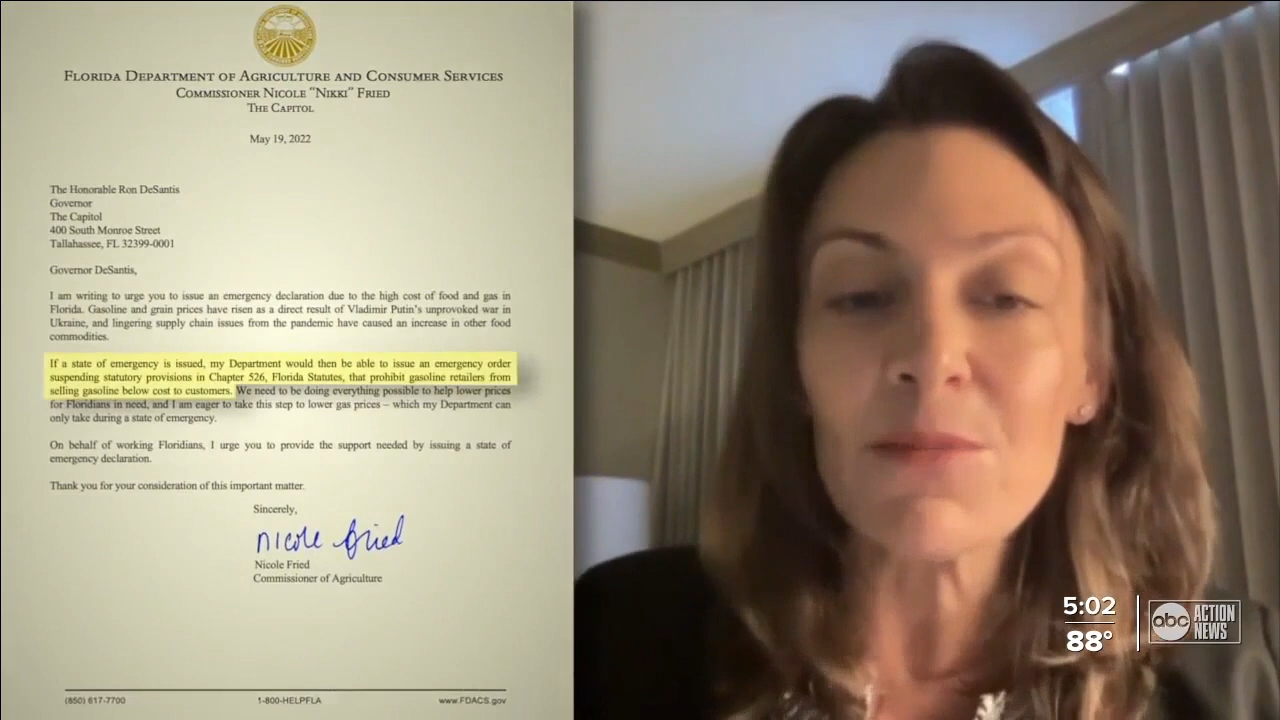 FLORIDA DEPARTMENT OF AGRICULTURE AND CONSUMER SERVICES
COMMISSIONER NICOLE "NIKKI" FRIED
THE CAPITOL
May 19, 2022
The Honorable Ron DeSantis
Governor
The Capitol
400 South Monroe Street
Tallahassee, FL 32399-0001
Governor DeSantis,
I am writing to urge you to issue an emergency declaration due to the high cost of food and gas in
Florida. Gasoline and grain prices have risen as a direct result of Vladimir Putin's unprovoked war in
Ukraine, and lingering supply chain issues from the pandemic have caused an increase in other food
commodities.
If a state of emergency is issued, my Department would then be able to issue an emergency order
suspending statutory provisions in Chapter 526, Florida Statutes, that prohibit gasoline retailers from
selling gasoline below cost to customers. We need to be doing everything possible to help lower prices
for Floridians in need, and I am eager to take this step to lower gas prices – which my Department can
only take during a state of emergency.
On behalf of working Floridians, I urge you to provide the support needed by issuing a state of
emergency declaration.
Thank you for your consideration of this important matter.
Sincerely,
Nicole Fried
Nicole Fried
Commissioner of Agriculture
(850) 617-7700 1-800-HELPFLA www.FDACS.gov
5:02
88°
abc ACTION NEWS